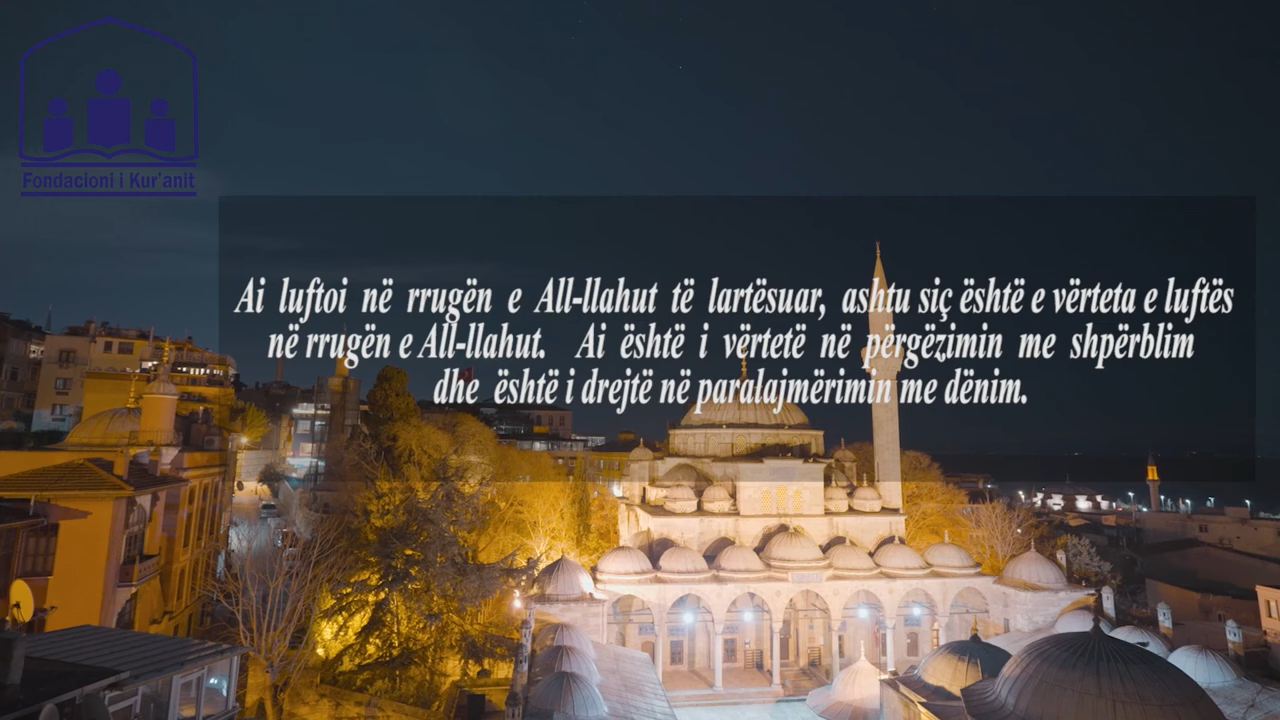 Fondacioni i Kur'anit
Ai luftoi në rrugën e All-llahut të lartësuar, ashtu siç është e vërteta e luftës
në rrugën e All-llahut. Ai është i vërtetë në përgëzimin me shpërblim
dhe është i drejtë në paralajmërimin me dënim.